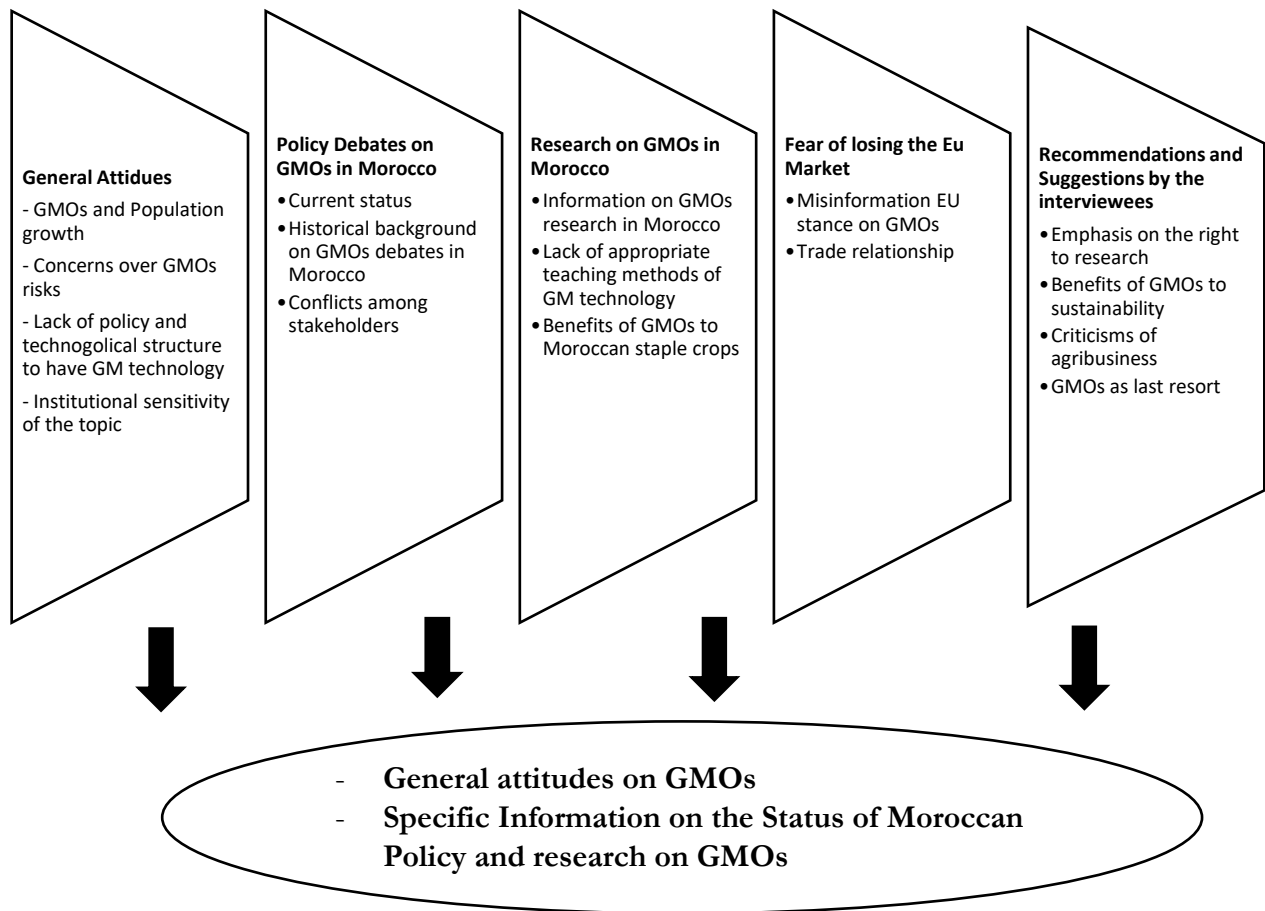 General Attidues
- GMOs and Population
growth
- Concerns over GMOs
risks
- Lack of policy and
technogolical structure
to have GM technology
- Institutional sensitivity
of the topic
Policy Debates on
GMOs in Morocco
•Current status
•Historical background
on GMOs debates in
Morocco
•Conflicts among
stakeholders
Research on GMOs in
Morocco
•Information on GMOs
research in Morocco
•Lack of appropriate
teaching methods of
GM technology
•Benefits of GMOs to
Moroccan staple crops
Fear of losing the Eu
Market
•Misinformation EU
stance on GMOs
•Trade relationship
Recommendations and
Suggestions by the
interviewees
•Emphasis on the right
to research
•Benefits of GMOs to
sustainability
•Criticisms of
agribusiness
•GMOs as last resort
- General attitudes on GMOs
- Specific Information on the Status of Moroccan
Policy and research on GMOs